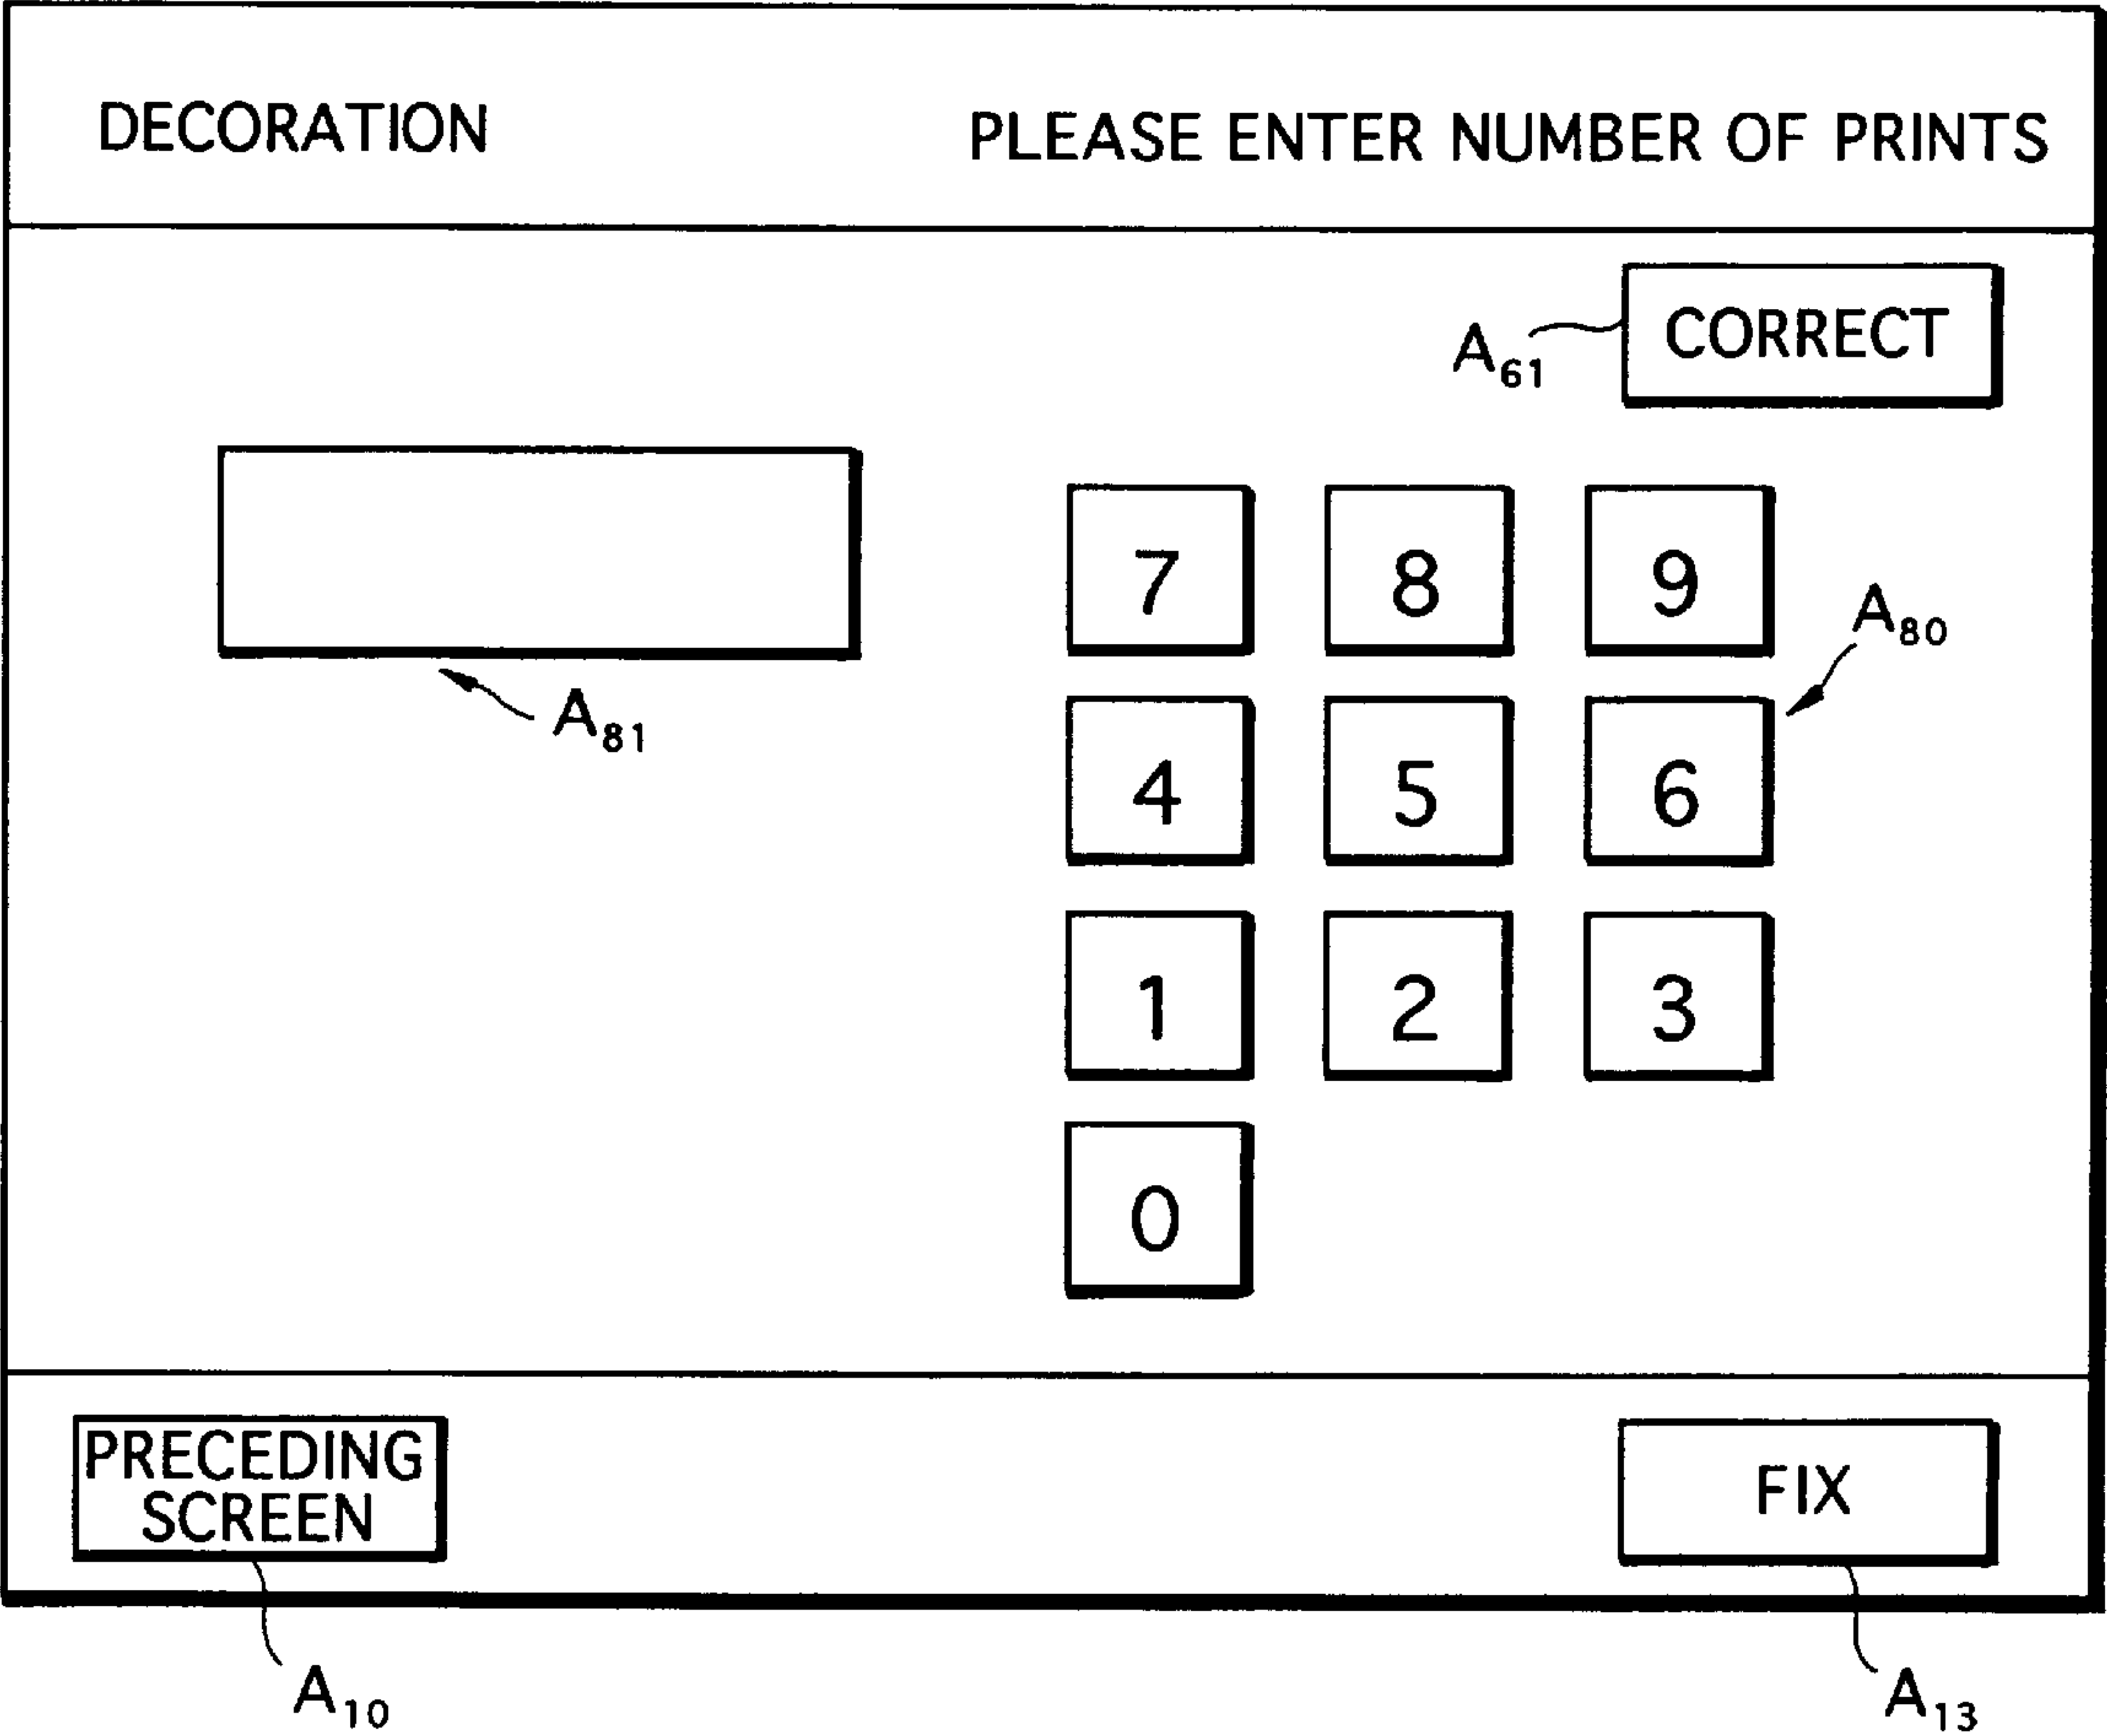 DECORATION
PLEASE ENTER NUMBER OF PRINTS
A61
CORRECT
7 8 9
A80
A81
4 5 6
1 2 3
0
PRECEDING
SCREEN
FIX
A10
A13